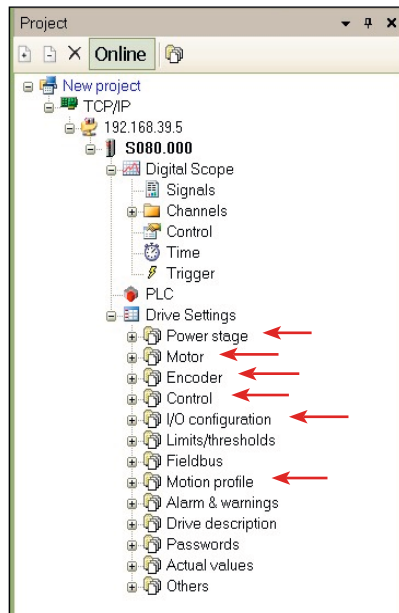 Project
Online
New project
TCP/IP
192.168.39.5
S080.000
Digital Scope
Signals
Channels
Control
Time
Trigger
PLC
Drive Settings
Power stage
Motor
Encoder
Control
I/O configuration
Limits/thresholds
Fieldbus
Motion profile
Alarm & warnings
Drive description
Passwords
Actual values
Others